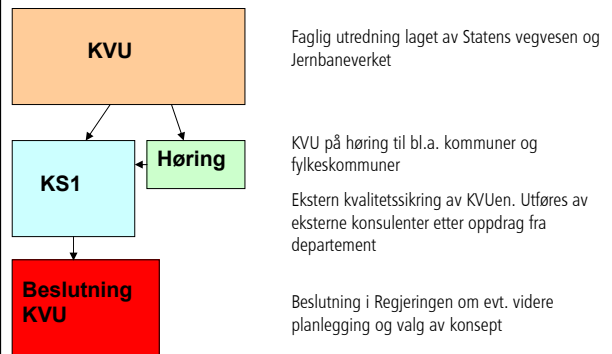 KVU
Faglig utredning laget av Statens vegvesen og
Jernbaneverket
Høring
KVU på høring til bl.a. kommuner og
fylkeskommuner
KS1
Ekstern kvalitetssikring av KVUen. Utføres av
eksterne konsulenter etter oppdrag fra
departement
Beslutning
KVU
Beslutning i Regjeringen om evt. videre
planlegging og valg av konsept